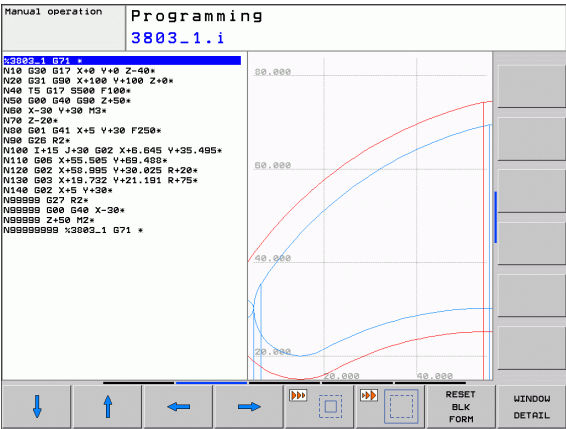 Manual operation
Programming
3803_1.i
%3803_1 G71 *
N10 G30 G17 X+0 Y+0 Z-40*
N20 G31 G90 X+100 Y+100 Z+0*
N40 T5 G17 S500 F100*
N50 G00 G40 G90 Z+50*
N60 X-30 Y+30 M3*
N70 Z-20*
N80 G01 G41 X+5 Y+30 F250*
N90 G26 R2*
N100 I+15 J+30 G02 X+6.645 Y+35.495*
N110 G06 X+55.505 Y+69.488*
N120 G02 X+58.995 Y+30.025 R+20*
N130 G03 X+19.732 Y+21.191 R+75*
N140 G02 X+5 Y+30*
N99999 G27 R2*
N99999 G00 G40 X-30*
N99999 Z+50 M2*
N99999999 %3803_1 G71 *
80.000
60.000
40.000
20.000
20.000
40.000
RESET
BLK
FORM
WINDOW
DETAIL